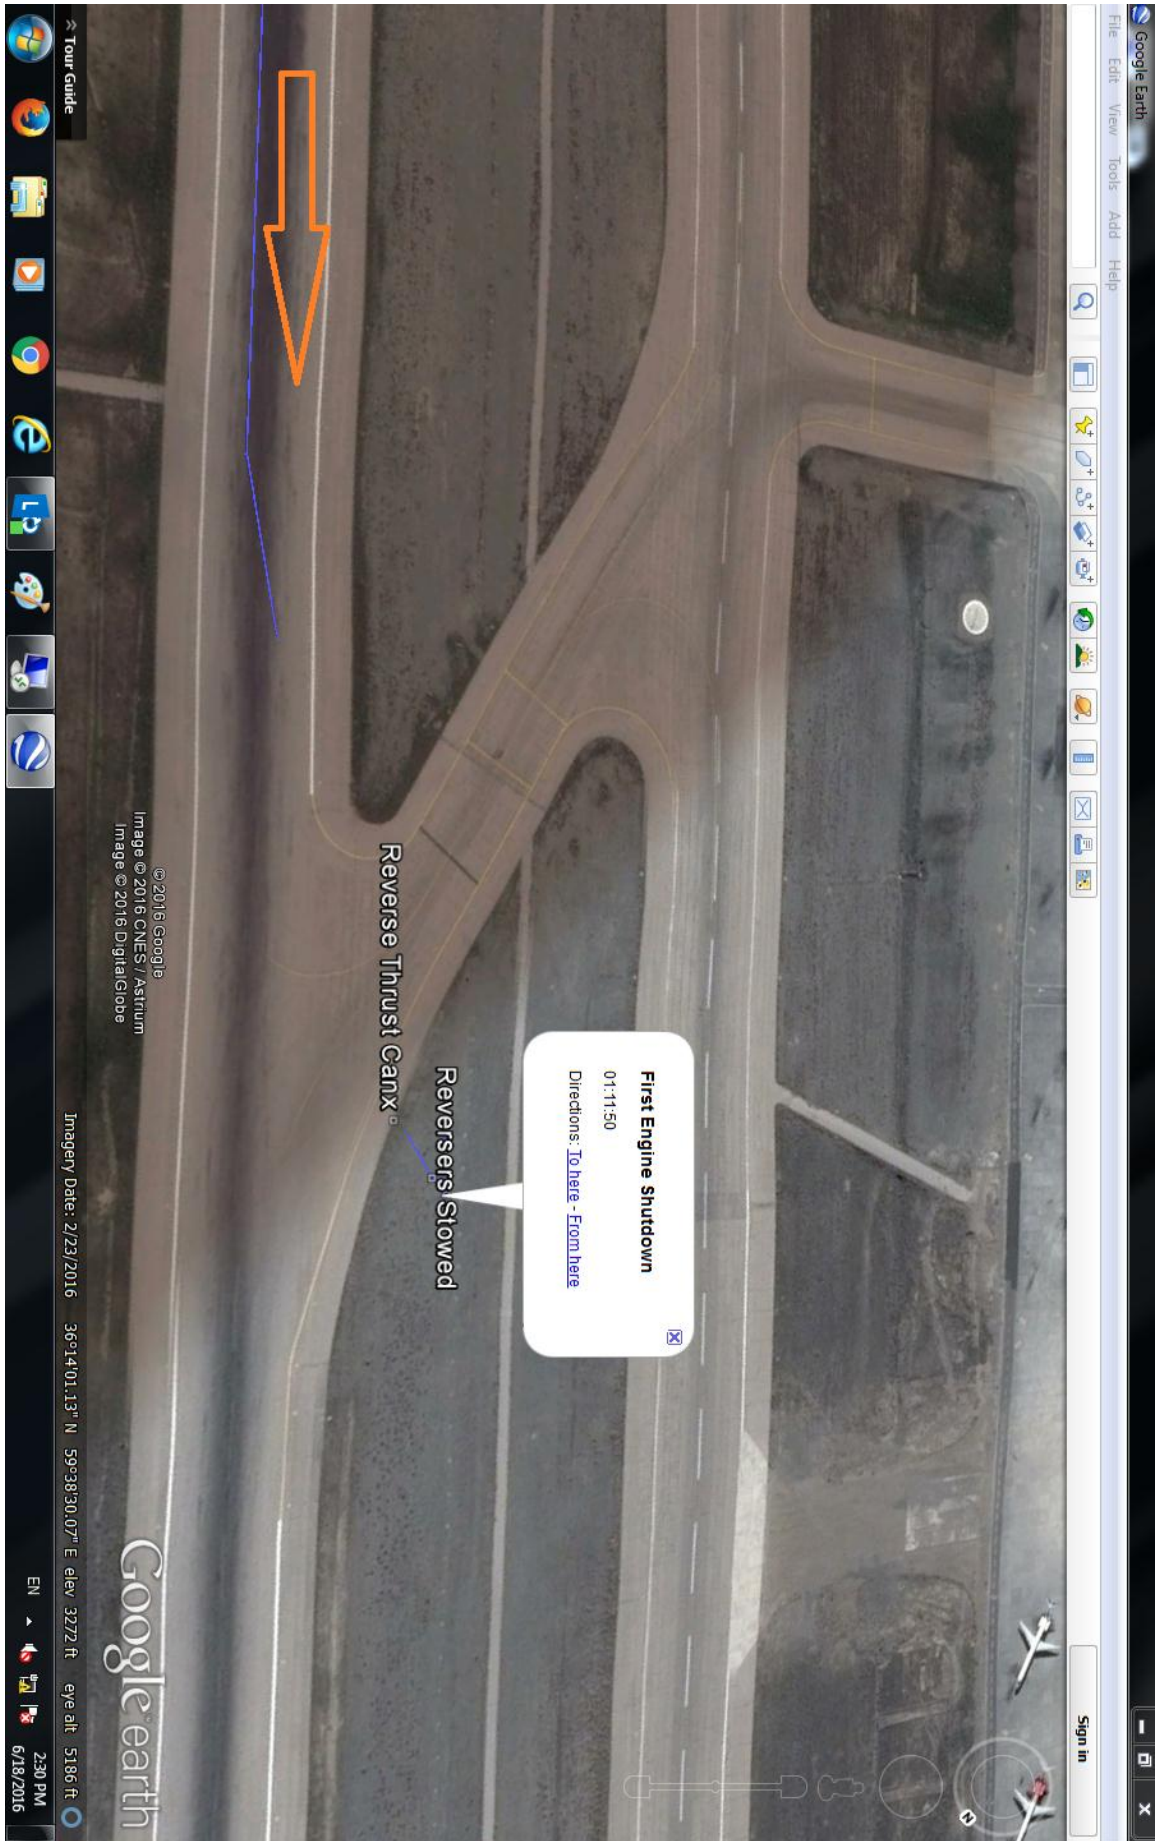 Google Earth
File Edit View Tools Add Help
Sign in
First Engine Shutdown
01:11:50
Directions: To here - From here
Reversers Stowed
Reverse Thrust Canx
N
© 2016 Google
Image © 2016 CNES / Astrium
Image © 2016 DigitalGlobe
Google earth
Tour Guide
Imagery Date: 2/23/2016 36°14'01.13" N 59°38'30.07" E elev 3272 ft eye alt 5186 ft
EN
2:30 PM
6/18/2016